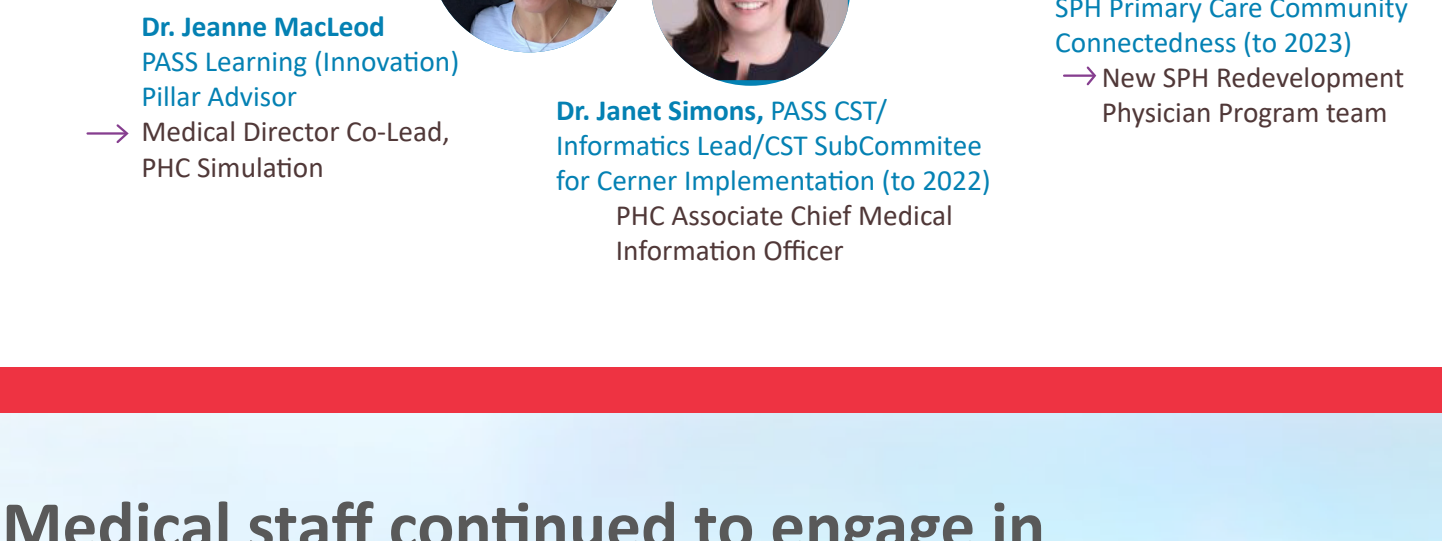 Dr. Jeanne MacLeod
PASS Learning (Innovation)
Pillar Advisor
Medical Director Co-Lead,
PHC Simulation
Dr. Janet Simons, PASS CST/
Informatics Lead/CST SubCommitee
for Cerner Implementation (to 2022)
PHC Associate Chief Medical
Information Officer
SPH Primary Care Community
Connectedness (to 2023)
New SPH Redevelopment
Physician Program team
Medical staff continued to engage in